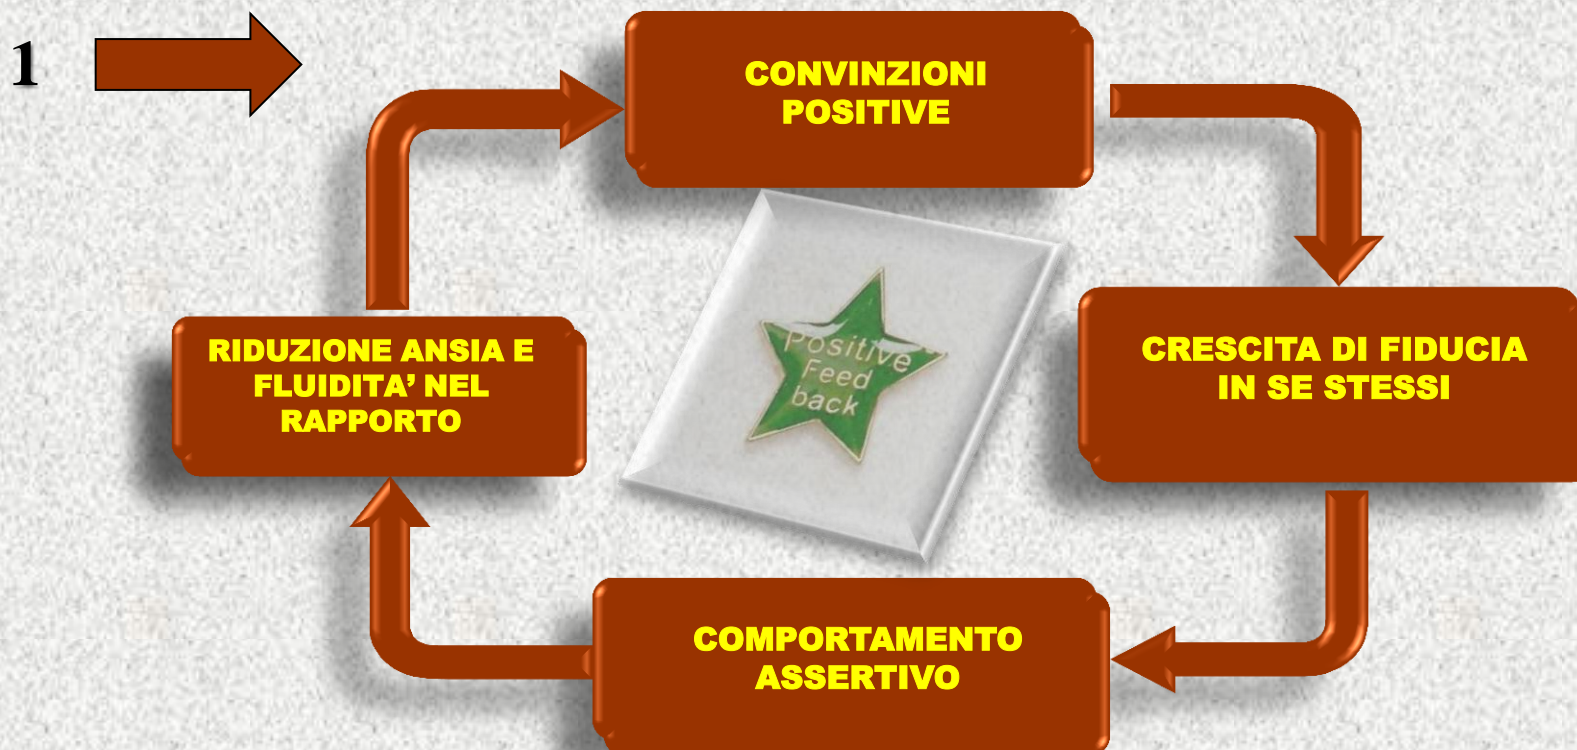 1
CONVINZIONI
POSITIVE
CRESCITA DI FIDUCIA
IN SE STESSI
COMPORTAMENTO
ASSERTIVO
RIDUZIONE ANSIA E
FLUIDITA’ NEL
RAPPORTO
Positive
Feed
back